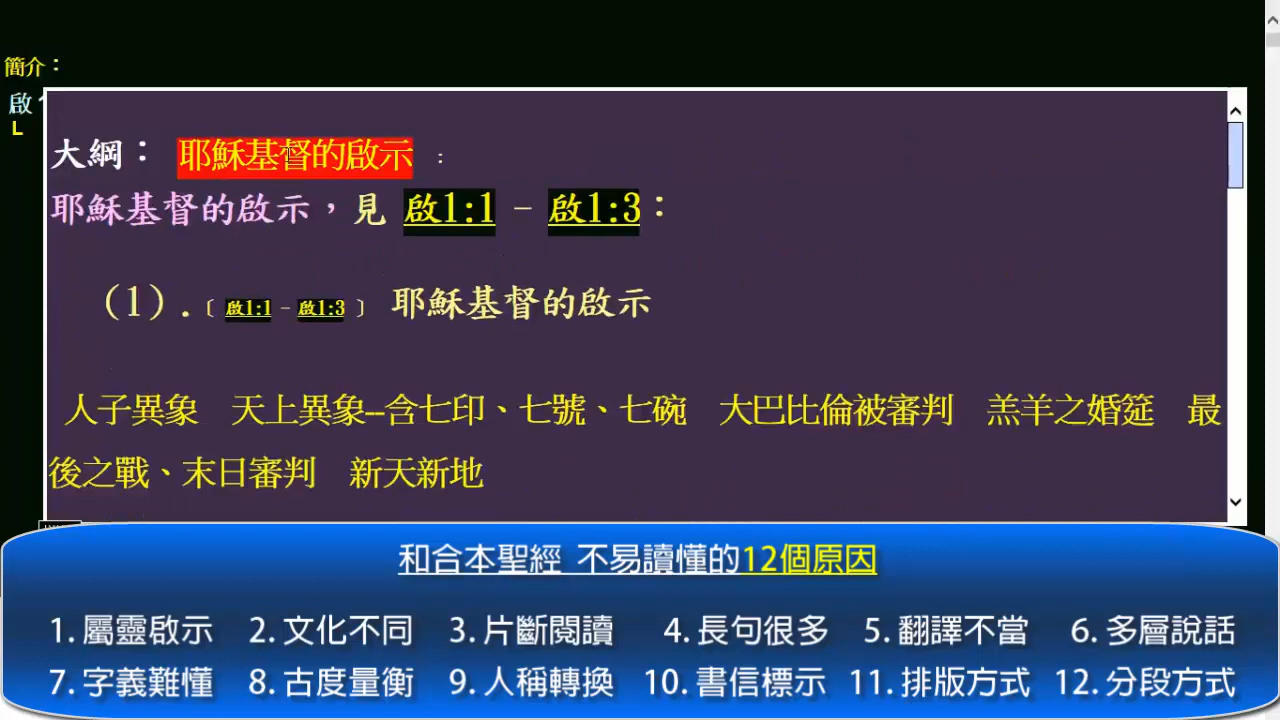 簡介：
啟
L
大綱： 耶穌基督的啟示 ：
耶穌基督的啟示，見 啟1:1 – 啟1:3：
(1).〔 啟1:1 – 啟1:3 〕 耶穌基督的啟示
人子異象 天上異象--含七印、七號、七碗 大巴比倫被審判 羔羊之婚筵 最
後之戰、末日審判 新天新地
和合本聖經 不易讀懂的12個原因
1. 屬靈啟示 2. 文化不同 3. 片斷閱讀 4. 長句很多 5. 翻譯不當 6. 多層說話
7. 字義難懂 8. 古度量衡 9. 人稱轉換 10. 書信標示 11. 排版方式 12. 分段方式